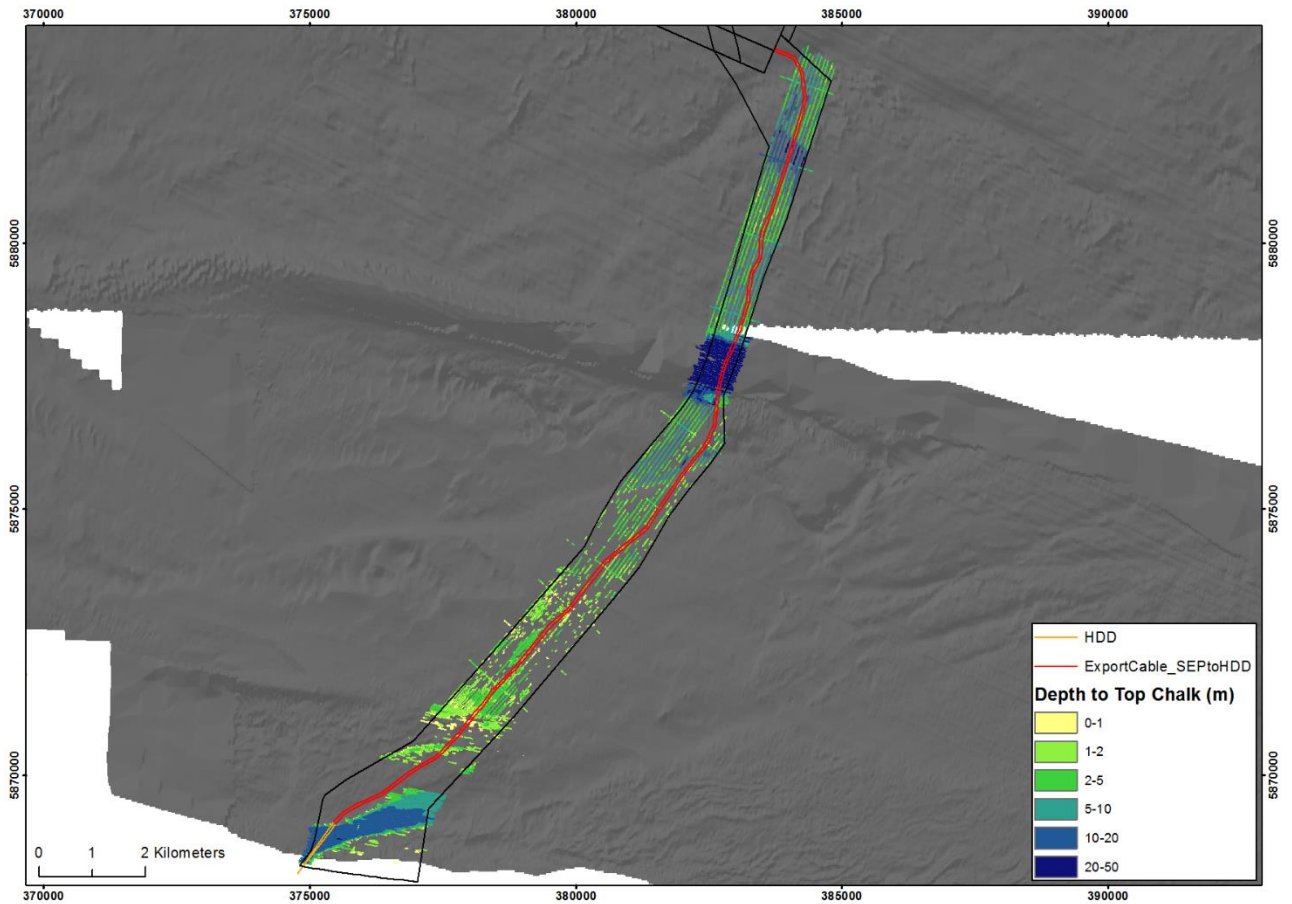 370000 375000 380000 385000 390000
5880000 5880000
5875000 5875000
5870000 5870000
HDD
ExportCable_SEPtoHDD
Depth to Top Chalk (m)
0-1
1-2
2-5
5-10
10-20
20-50
0 1 2 Kilometers
370000 375000 380000 385000 390000